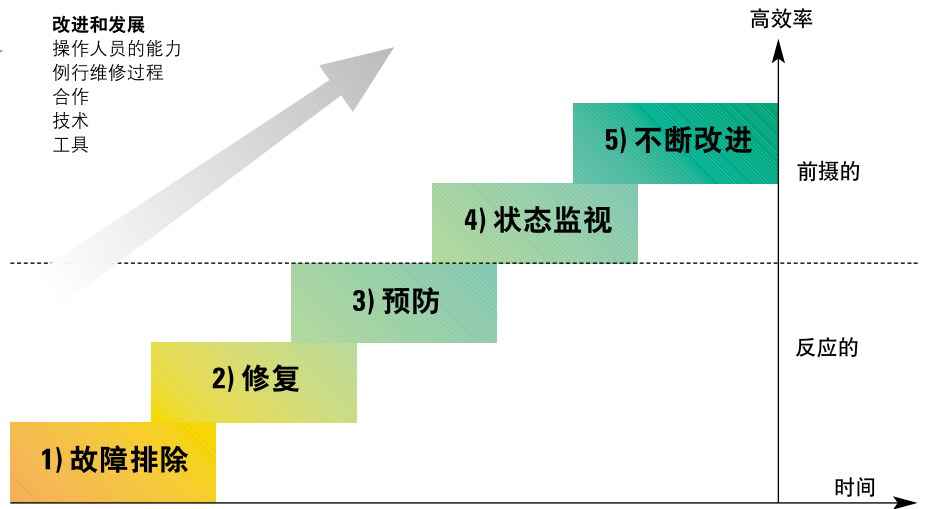 改进和发展
操作人员的能力
例行维修过程
合作
技术
工具
高效率
5) 不断改进
前摄的
4) 状态监视
3) 预防
反应的
2) 修复
1) 故障排除
时间